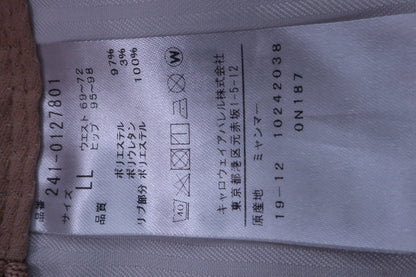 品番
241-0127801
サイズ
LL ウエスト 69~72
ヒップ 95~98
品質
ポリエステル 97%
ポリウレタン 3%
リブ部分 ポリエステル 100%
40 W
キャロウェイアパレル株式会社
東京都港区元赤坂1-5-12
原産地 ミャンマー
19-12 10242038
0N187